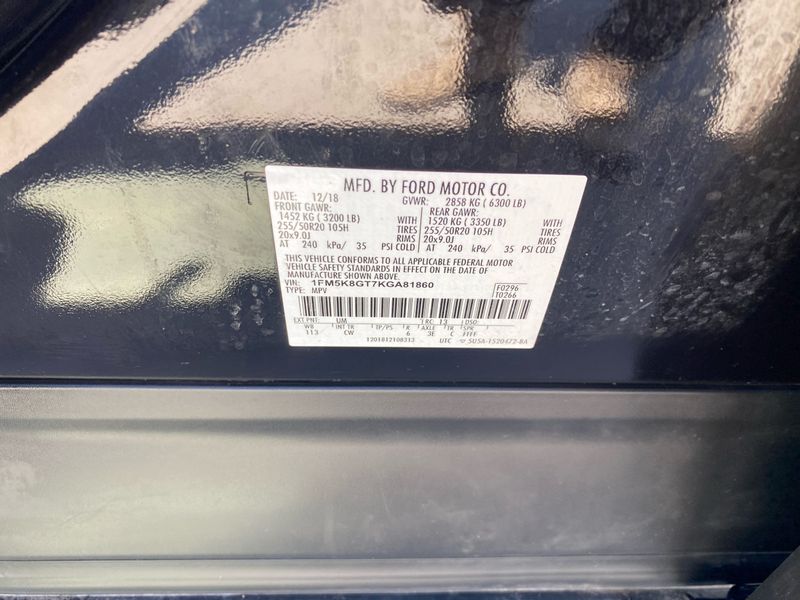 MFD. BY FORD MOTOR CO.
DATE: 12/18 GVWR: 2858 KG ( 6300 LB)
FRONT GAWR: REAR GAWR:
1452 KG ( 3200 LB) WITH 1520 KG ( 3350 LB) WITH
255/50R20 105H TIRES 255/50R20 105H TIRES
20x9.0J RIMS 20x9.0J RIMS
AT 240 kPa/ 35 PSI COLD AT 240 kPa/ 35 PSI COLD
THIS VEHICLE CONFORMS TO ALL APPLICABLE FEDERAL MOTOR
VEHICLE SAFETY STANDARDS IN EFFECT ON THE DATE OF
MANUFACTURE SHOWN ABOVE.
VIN: 1FM5K8GT7KGA81860 F0296
TYPE: MPV T0266
EXT PNT: UM RC: 13 DSO:
WB INT TR TP/PS R AXLE TR SPR
113 CW 6 3E C FFFF
1201812108313 UTC 5U5A-1520472-BA